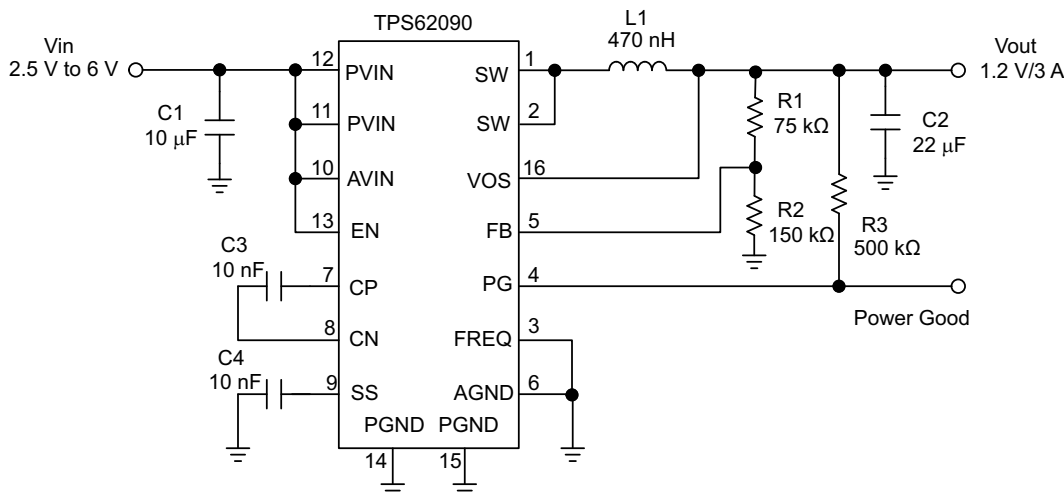 TPS62090
Vin
2.5 V to 6 V
C1
10 μF
12
PVIN
11
PVIN
10
AVIN
13
EN
C3
10 nF
7
CP
8
CN
C4
10 nF
9
SS
PGND
PGND
14
15
1
SW
2
SW
16
VOS
5
FB
4
PG
3
FREQ
6
AGND
L1
470 nH
R1
75 kΩ
R2
150 kΩ
R3
500 kΩ
C2
22 μF
Vout
1.2 V/3 A
Power Good